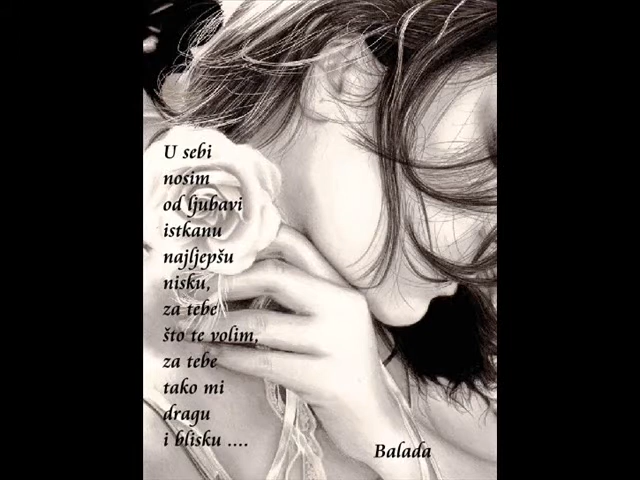 U sebi
nosim
od ljubavi
istkanu
najljepšu
nisku,
za tebe
što te volim,
za tebe
tako mi
dragu
i blisku ....
Balada